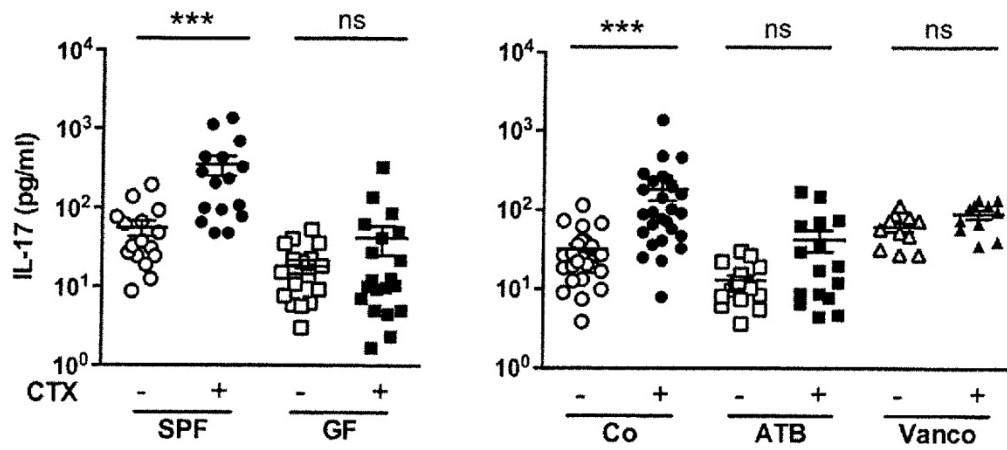 *** ns
*** ns ns
IL-17 (pg/ml)
10⁴
10³
10²
10¹
10⁰
10⁴
10³
10²
10¹
10⁰
CTX - + - +
- + - + - +
SPF GF
Co ATB Vanco